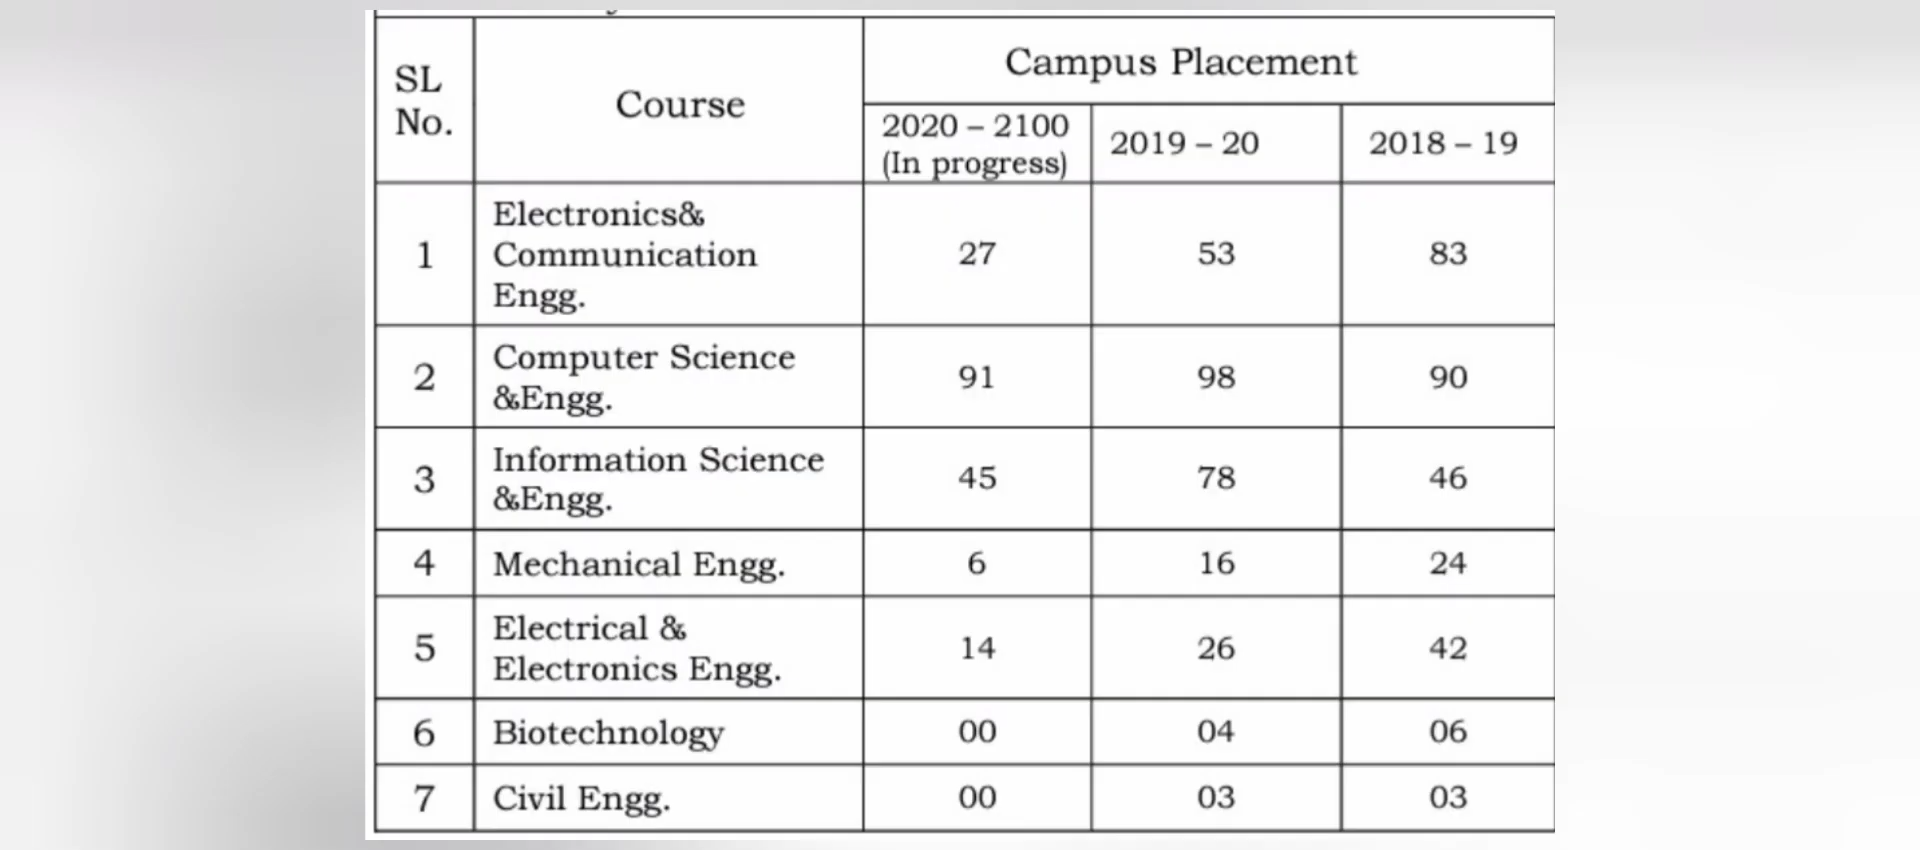 SL
No.
Course
Campus Placement
2020 – 2100
(In progress)
2019 – 20
2018 – 19
1
Electronics&
Communication
Engg.
27
53
83
2
Computer Science
&Engg.
91
98
90
3
Information Science
&Engg.
45
78
46
4
Mechanical Engg.
6
16
24
5
Electrical &
Electronics Engg.
14
26
42
6
Biotechnology
00
04
06
7
Civil Engg.
00
03
03